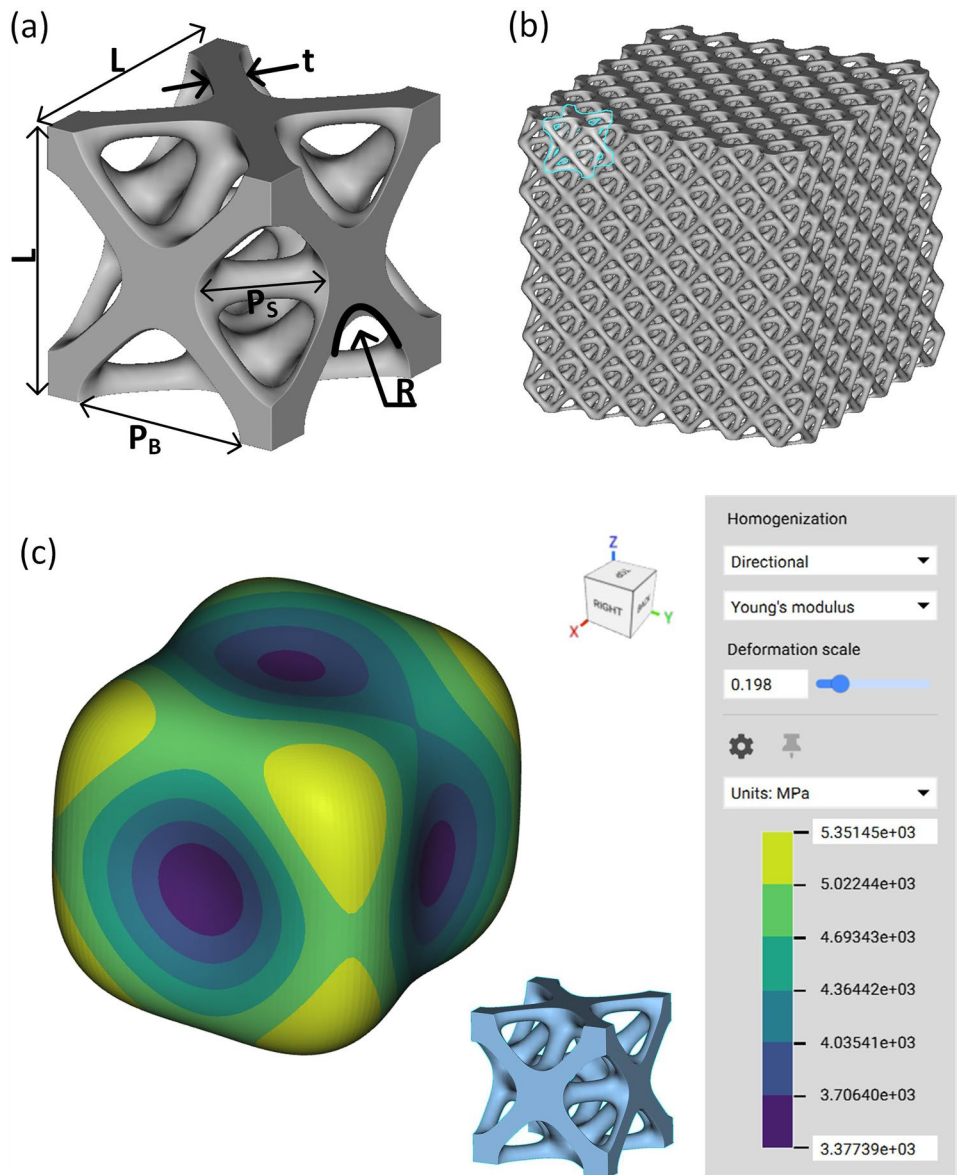 (a)
(b)
L
t
L
P_S
R
P_B
(c)
Z
TOP
RIGHT
BACK
X
Y
Homogenization
Directional
Young's modulus
Deformation scale
0.198
Units: MPa
5.35145e+03
5.02244e+03
4.69343e+03
4.36442e+03
4.03541e+03
3.70640e+03
3.37739e+03